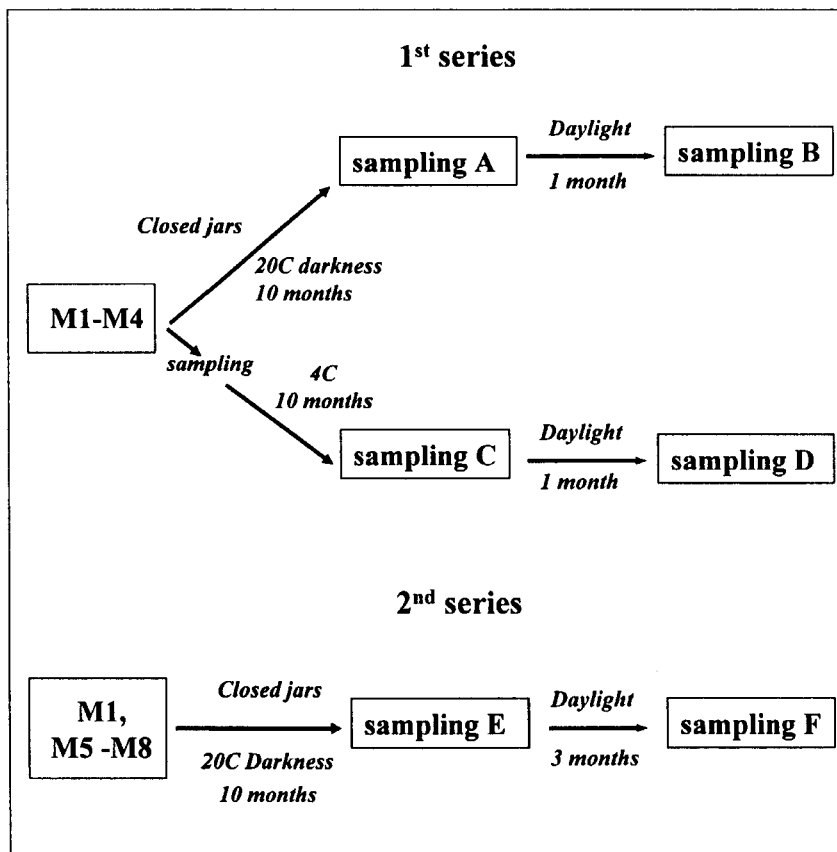 1st series
Daylight
sampling A
sampling B
1 month
Closed jars
20C darkness
10 months
M1-M4
sampling
4C
10 months
Daylight
sampling C
sampling D
1 month
2nd series
Closed jars
Daylight
M1,
M5 -M8
sampling E
sampling F
20C Darkness
10 months
3 months